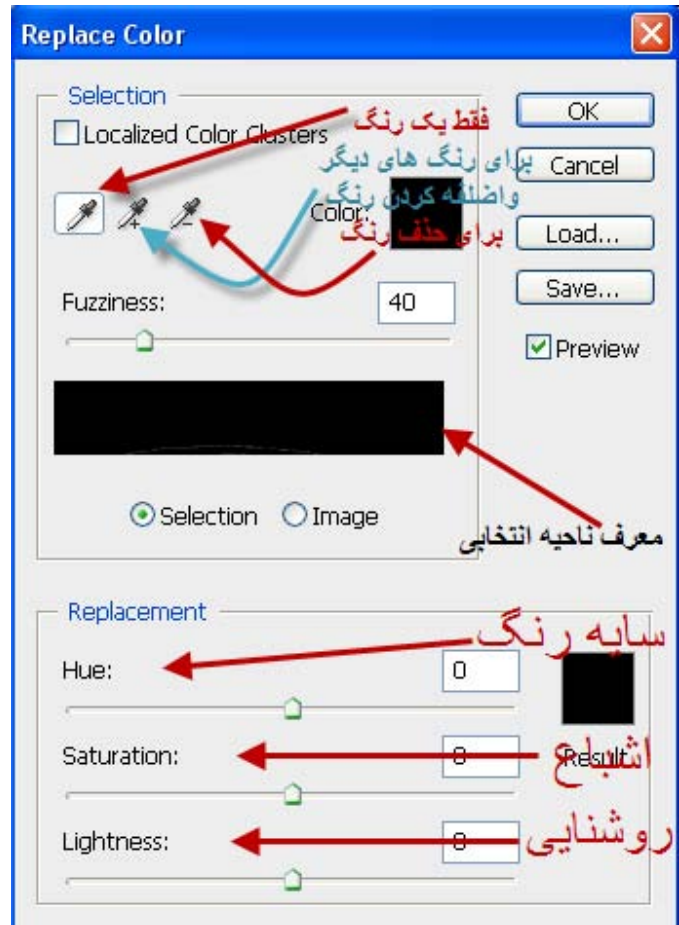 Replace Color
Selection
Localized Color Clusters
فقط یک رنگ
OK
برای رنگ های دیگر
Cancel
واضلفه کردن رنگ
Color:
برای حذف رنگ
Load...
Fuzziness:
40
Save...
Preview
Selection
Image
معرف ناحیه انتخابی
Replacement
سایه رنگ
Hue:
0
Saturation:
0
Result
اشباع
Lightness:
0
روشنایی